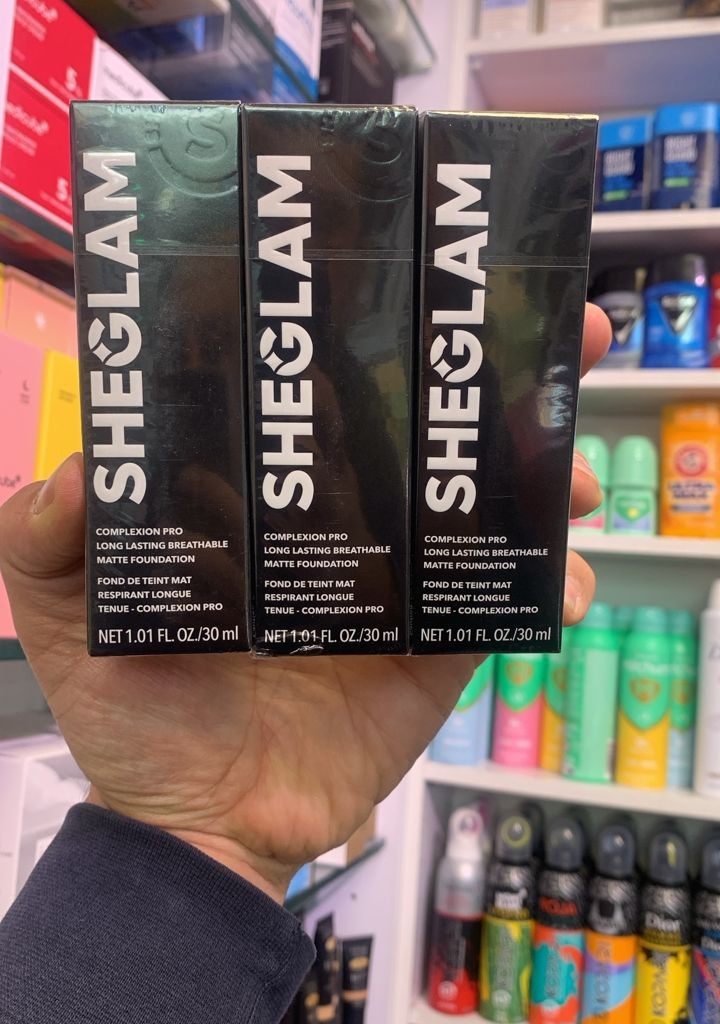 SHEGLAM
COMPLEXION PRO
LONG LASTING BREATHABLE
MATTE FOUNDATION
FOND DE TEINT MAT
RESPIRANT LONGUE
TENUE - COMPLEXION PRO
NET 1.01 FL. OZ./30 ml
SHEGLAM
COMPLEXION PRO
LONG LASTING BREATHABLE
MATTE FOUNDATION
FOND DE TEINT MAT
RESPIRANT LONGUE
TENUE - COMPLEXION PRO
NET 1.01 FL. OZ./30 ml
SHEGLAM
COMPLEXION PRO
LONG LASTING BREATHABLE
MATTE FOUNDATION
FOND DE TEINT MAT
RESPIRANT LONGUE
TENUE - COMPLEXION PRO
NET 1.01 FL. OZ./30 ml